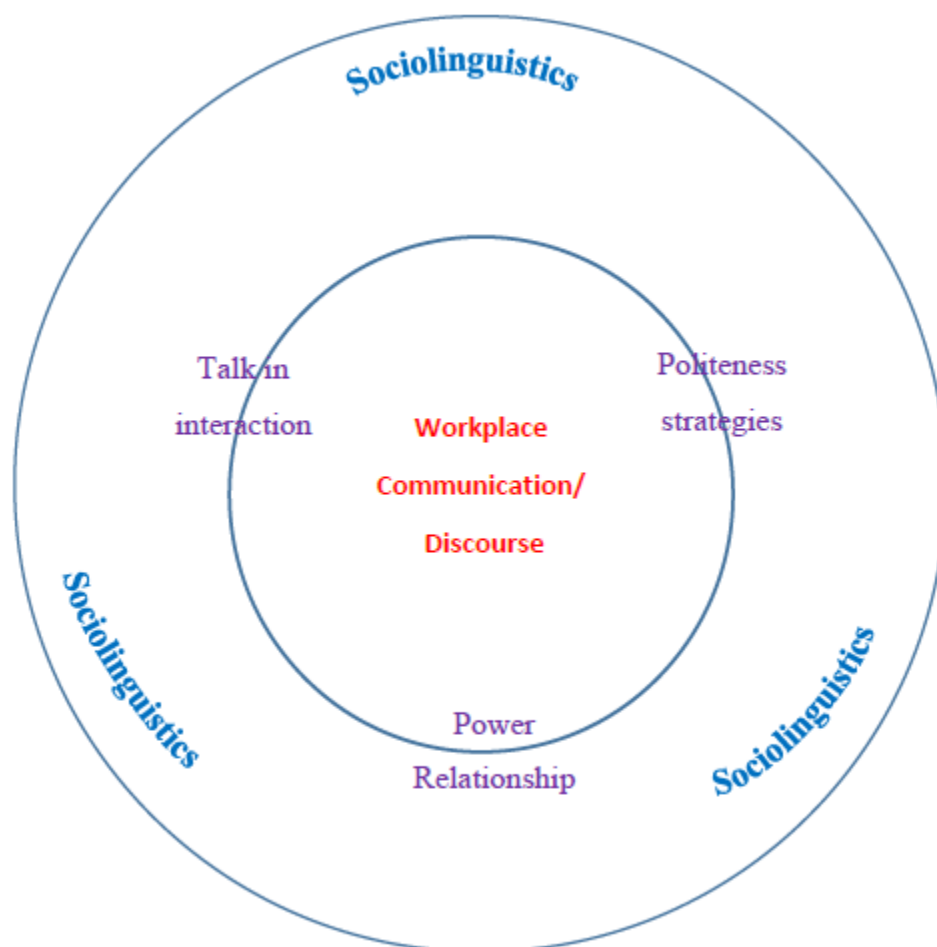 Sociolinguistics
Talk in
interaction
Politeness
strategies
Workplace
Communication/
Discourse
Sociolinguistics
Sociolinguistics
Power
Relationship